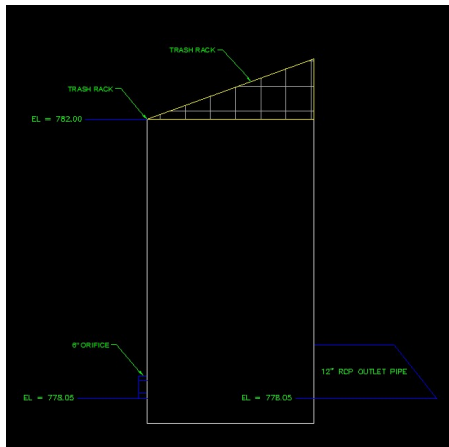 TRASH RACK
TRASH RACK
EL = 782.00
6" ORIFICE
12" RCP OUTLET PIPE
EL = 778.05
EL = 778.05